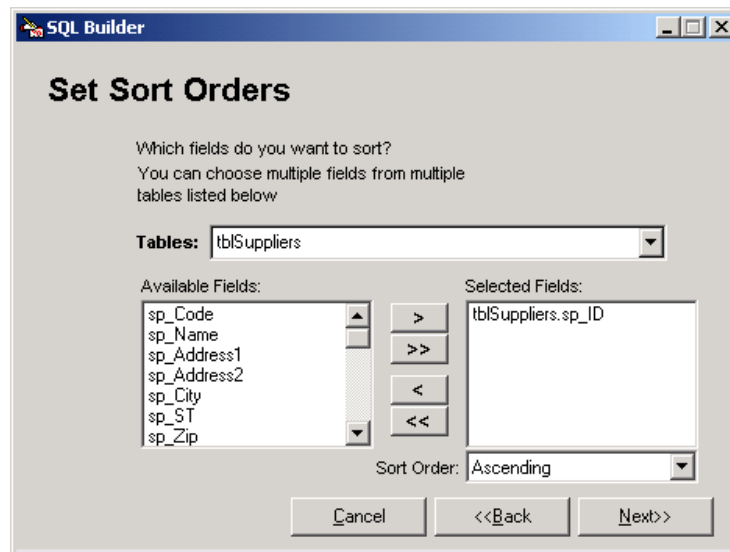 SQL Builder
Set Sort Orders
Which fields do you want to sort?
You can choose multiple fields from multiple
tables listed below
Tables: tblSuppliers
Available Fields:
sp_Code
sp_Name
sp_Address1
sp_Address2
sp_City
sp_ST
sp_Zip
>
>>
<
<<
Selected Fields:
tblSuppliers.sp_ID
Sort Order: Ascending
Cancel
<<Back
Next>>